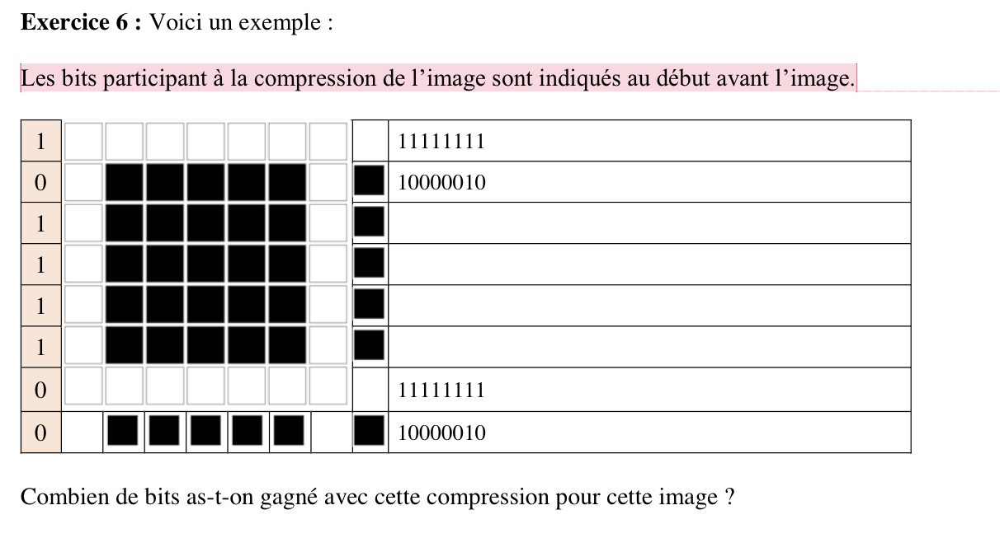 Exercice 6 : Voici un exemple :
Les bits participant à la compression de l’image sont indiqués au début avant l’image.
1 11111111
0 10000010
1
1
1
1
0 11111111
0 10000010
Combien de bits as-t-on gagné avec cette compression pour cette image ?